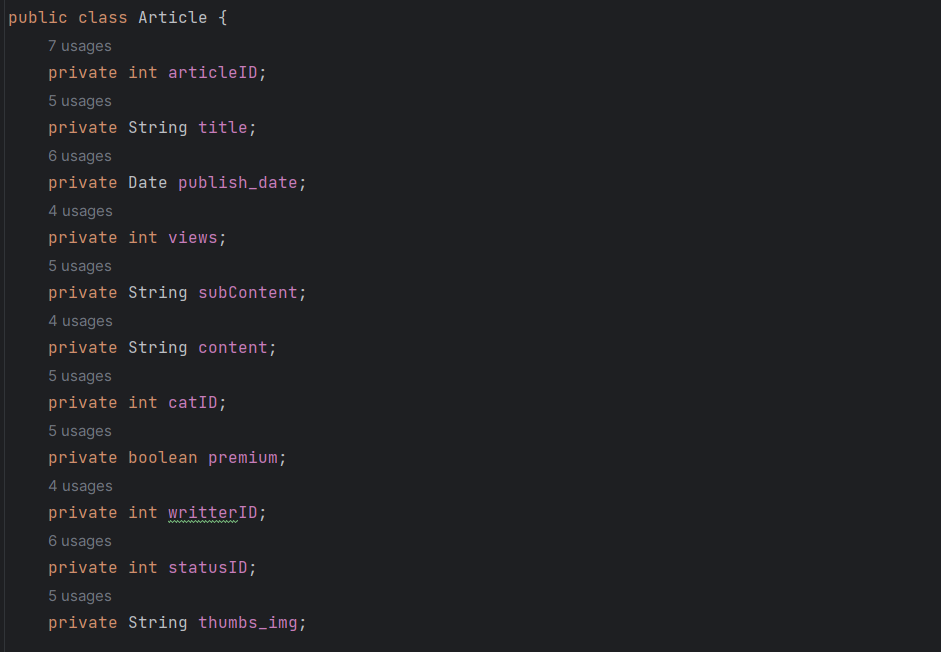 public class Article {
7 usages
private int articleID;
5 usages
private String title;
6 usages
private Date publish_date;
4 usages
private int views;
5 usages
private String subContent;
4 usages
private String content;
5 usages
private int catID;
5 usages
private boolean premium;
4 usages
private int writterID;
6 usages
private int statusID;
5 usages
private String thumbs_img;